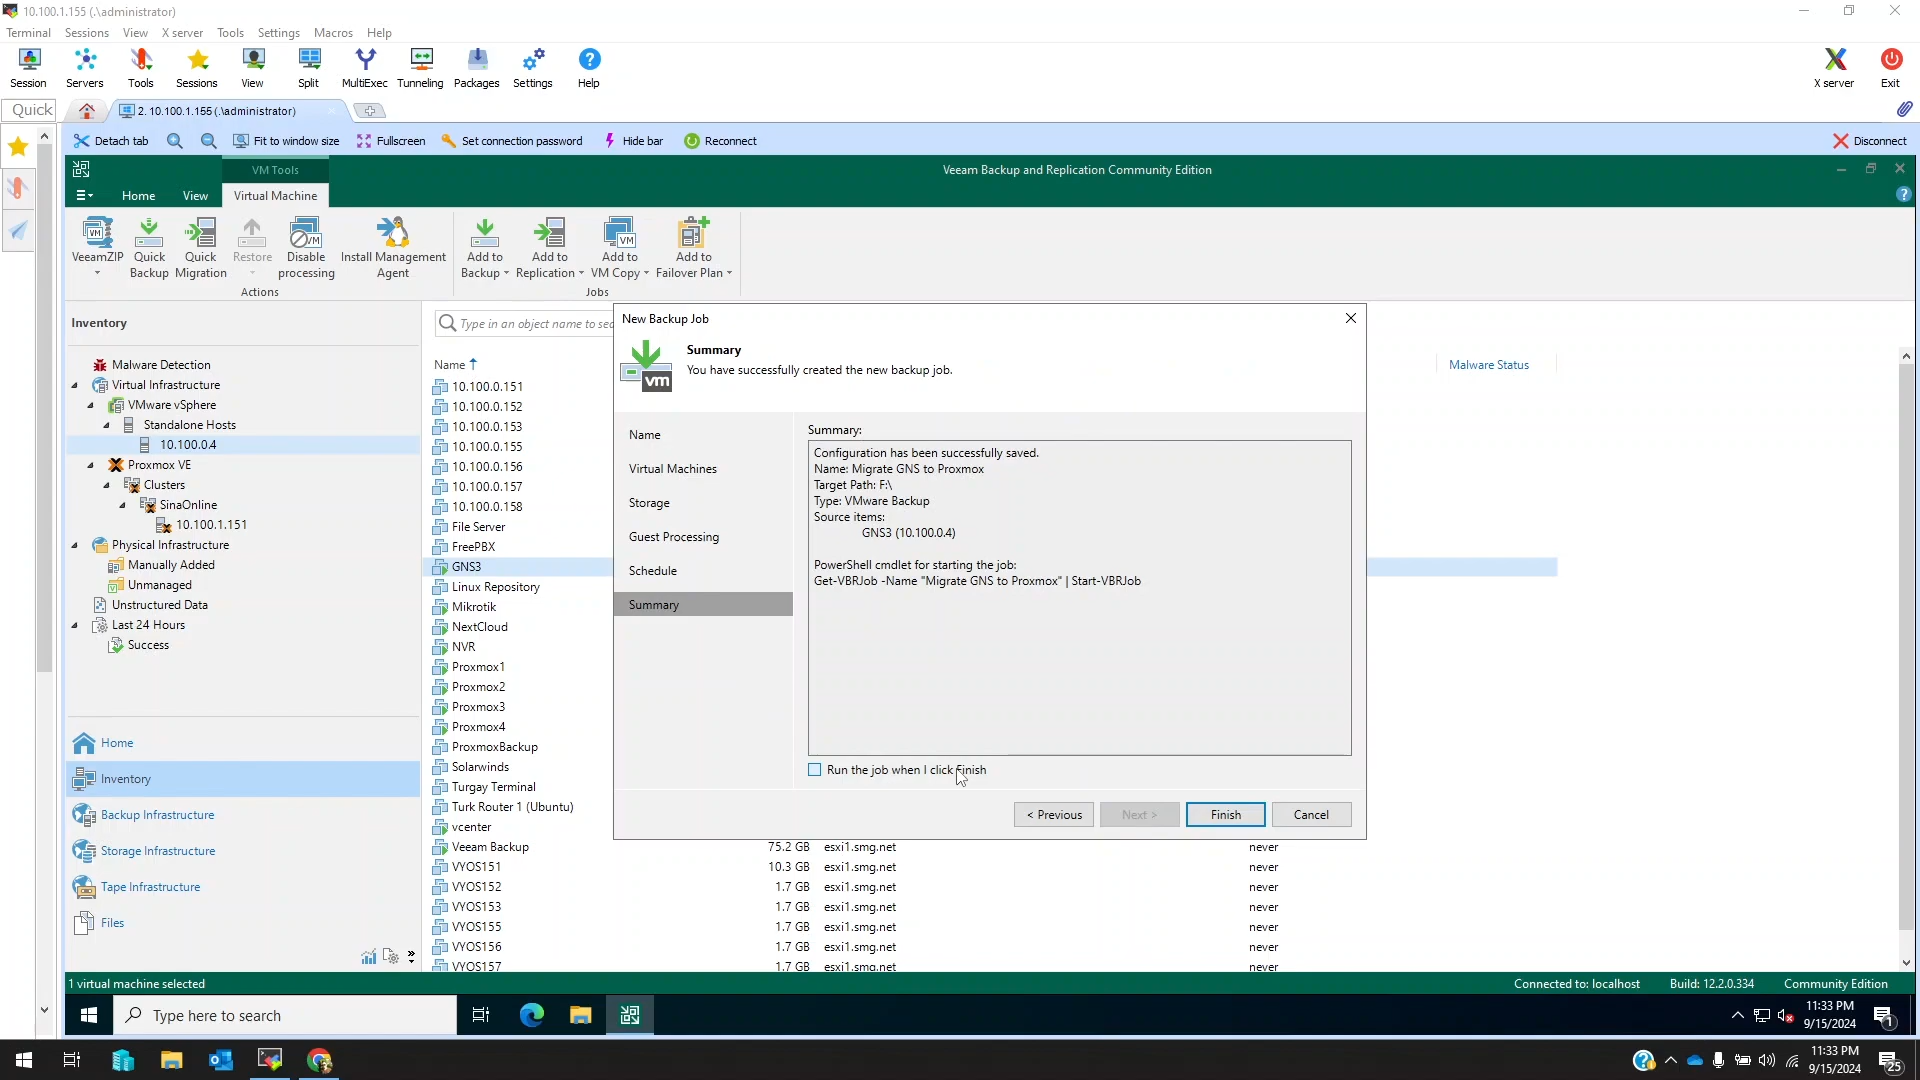 10.100.1.155 (.\administrator)
Terminal Sessions View X server Tools Settings Macros Help
Session Servers Tools Sessions View Split MultiExec Tunneling Packages Settings Help X server Exit
Quick 2. 10.100.1.155 (.\administrator)
Detach tab Fit to window size Fullscreen Set connection password Hide bar Reconnect Disconnect
VM Tools Veeam Backup and Replication Community Edition
Home View Virtual Machine
VeeamZIP Quick Backup Quick Migration Restore Disable processing Install Management Agent Add to Backup Add to Replication Add to VM Copy Add to Failover Plan
Actions Jobs
Inventory
Malware Detection
Virtual Infrastructure
VMware vSphere
Standalone Hosts
10.100.0.4
Proxmox VE
Clusters
SinaOnline
10.100.1.151
Physical Infrastructure
Manually Added
Unmanaged
Unstructured Data
Last 24 Hours
Success
Home
Inventory
Backup Infrastructure
Storage Infrastructure
Tape Infrastructure
Files
Type in an object name to sea
Name Malware Status
10.100.0.151
10.100.0.152
10.100.0.153
10.100.0.155
10.100.0.156
10.100.0.157
10.100.0.158
File Server
FreePBX
GNS3
Linux Repository
Mikrotik
NextCloud
NVR
Proxmox1
Proxmox2
Proxmox3
Proxmox4
ProxmoxBackup
Solarwinds
Turgay Terminal
Turk Router 1 (Ubuntu)
vcenter
Veeam Backup 75.2 GB esxi1.smg.net never
VYOS151 10.3 GB esxi1.smg.net never
VYOS152 1.7 GB esxi1.smg.net never
VYOS153 1.7 GB esxi1.smg.net never
VYOS155 1.7 GB esxi1.smg.net never
VYOS156 1.7 GB esxi1.smg.net never
VYOS157 1.7 GB esxi1.smg.net never
New Backup Job
vm
Summary
You have successfully created the new backup job.
Name
Virtual Machines
Storage
Guest Processing
Schedule
Summary
Summary:
Configuration has been successfully saved.
Name: Migrate GNS to Proxmox
Target Path: F:\
Type: VMware Backup
Source items:
GNS3 (10.100.0.4)
PowerShell cmdlet for starting the job:
Get-VBRJob -Name "Migrate GNS to Proxmox" | Start-VBRJob
Run the job when I click Finish
< Previous Next > Finish Cancel
1 virtual machine selected Connected to: localhost Build: 12.2.0.334 Community Edition
Type here to search 11:33 PM
9/15/2024 1
11:33 PM
9/15/2024 25